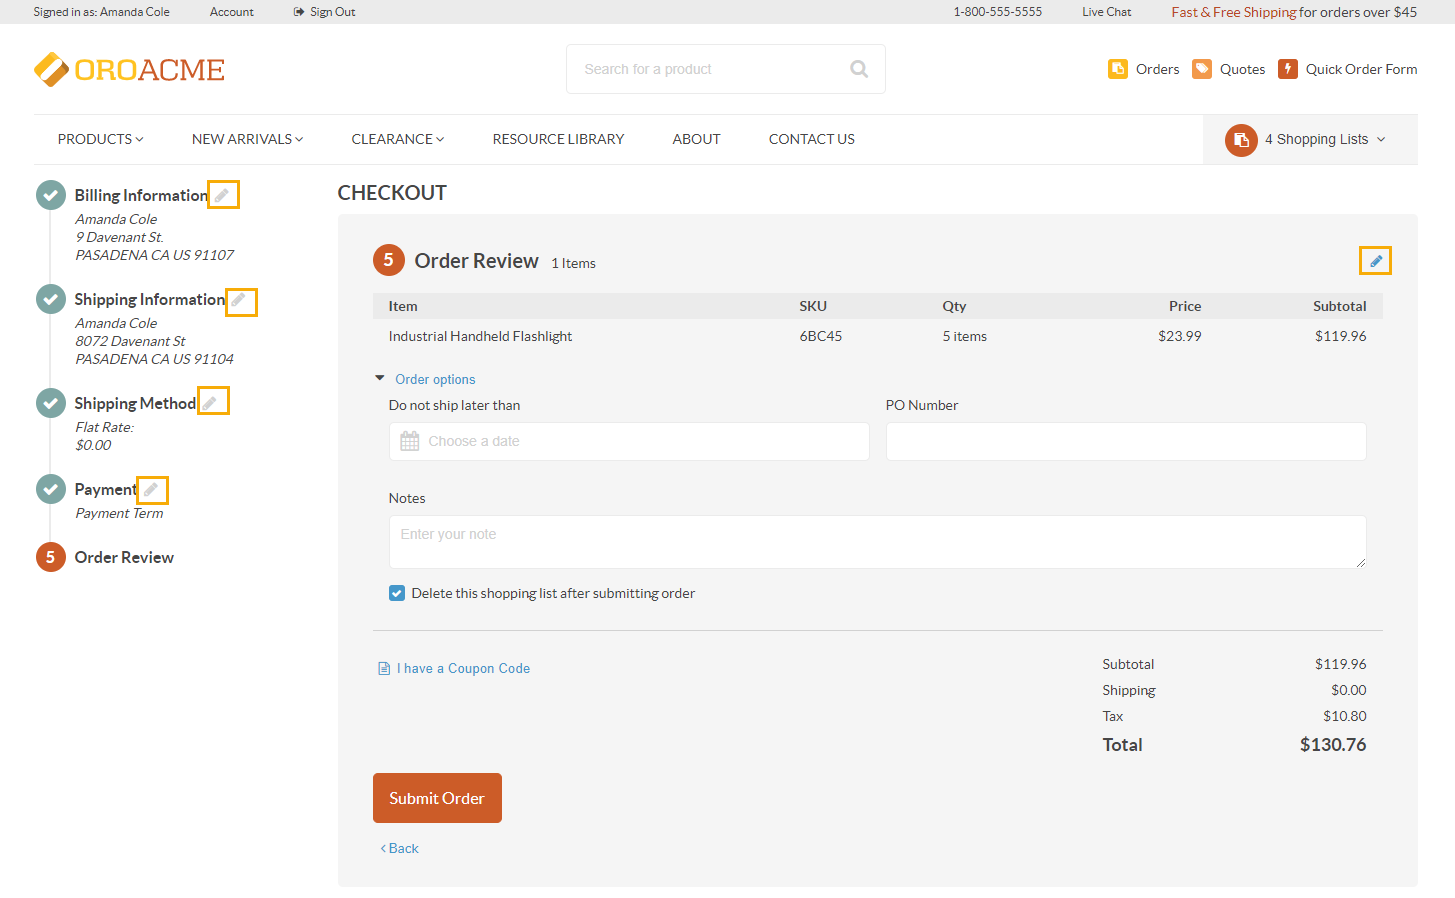 Signed in as: Amanda Cole Account Sign Out 1-800-555-5555 Live Chat Fast & Free Shipping for orders over $45
OROACME Search for a product Orders Quotes Quick Order Form
PRODUCTS NEW ARRIVALS CLEARANCE RESOURCE LIBRARY ABOUT CONTACT US 4 Shopping Lists
Billing Information
Amanda Cole
9 Davenant St.
PASADENA CA US 91107
Shipping Information
Amanda Cole
8072 Davenant St
PASADENA CA US 91104
Shipping Method
Flat Rate:
$0.00
Payment
Payment Term
5 Order Review
CHECKOUT
5 Order Review 1 Items
Item SKU Qty Price Subtotal
Industrial Handheld Flashlight 6BC45 5 items $23.99 $119.96
Order options
Do not ship later than PO Number
Choose a date
Notes
Enter your note
Delete this shopping list after submitting order
I have a Coupon Code
Subtotal $119.96
Shipping $0.00
Tax $10.80
Total $130.76
Submit Order
Back